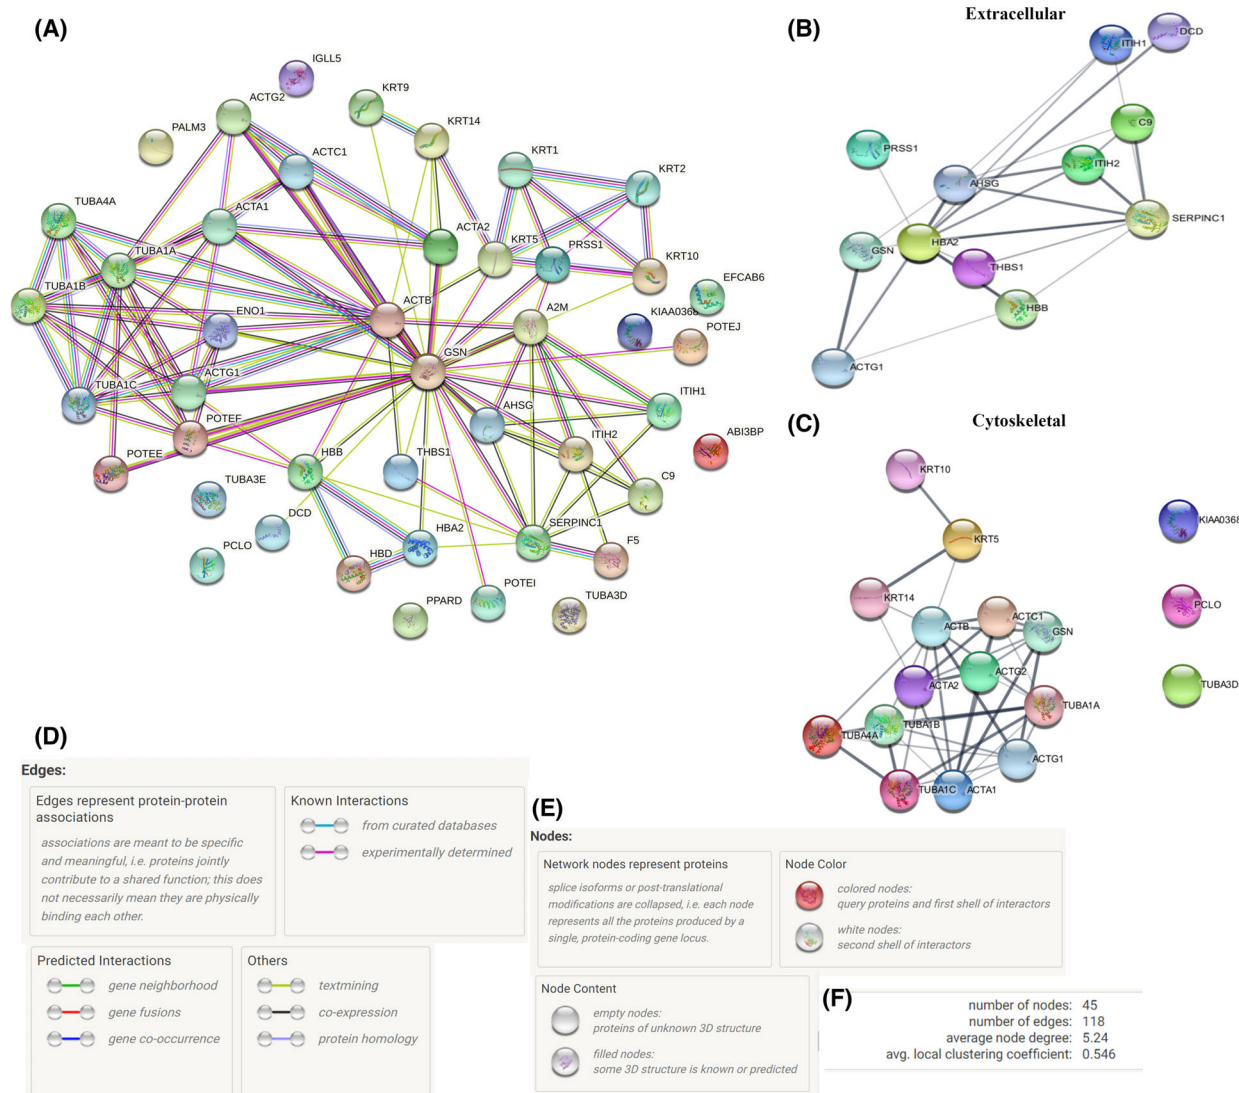 (A)
IGLL5
ACTG2
KRT9
PALM3
KRT14
ACTC1
KRT1
KRT2
TUBA4A
ACTA1
ACTA2
KRT5
PRSS1
TUBA1A
KRT10
EFCAB6
TUBA1B
ENO1
ACTB
A2M
KIAA0368
POTEJ
GSN
TUBA1C
ACTG1
ITIH1
AHSG
POTEF
ITIH2
ABI3BP
POTEE
HBB
THBS1
C9
TUBA3E
DCD
HBA2
SERPINC1
F5
PCLO
HBD
POTEI
PPARD
TUBA3D
(B)
Extracellular
DCD
ITIH1
C9
PRSS1
ITIH2
AHSG
SERPINC1
HBA2
GSN
THBS1
HBB
ACTG1
(C)
Cytoskeletal
KRT10
KIAA0368
KRT5
KRT14
PCLO
ACTC1
ACTB
GSN
ACTG2
ACTA2
TUBA3D
TUBA1A
TUBA1B
TUBA4A
ACTG1
TUBA1C
ACTA1
(D)
Edges:
Edges represent protein-protein
associations
associations are meant to be specific
and meaningful, i.e. proteins jointly
contribute to a shared function; this does
not necessarily mean they are physically
binding each other.
Known Interactions
from curated databases
experimentally determined
Predicted Interactions
gene neighborhood
gene fusions
gene co-occurrence
Others
textmining
co-expression
protein homology
(E)
Nodes:
Network nodes represent proteins
splice isoforms or post-translational
modifications are collapsed, i.e. each node
represents all the proteins produced by a
single, protein-coding gene locus.
Node Color
colored nodes:
query proteins and first shell of interactors
white nodes:
second shell of interactors
Node Content
empty nodes:
proteins of unknown 3D structure
filled nodes:
some 3D structure is known or predicted
(F)
number of nodes: 45
number of edges: 118
average node degree: 5.24
avg. local clustering coefficient: 0.546